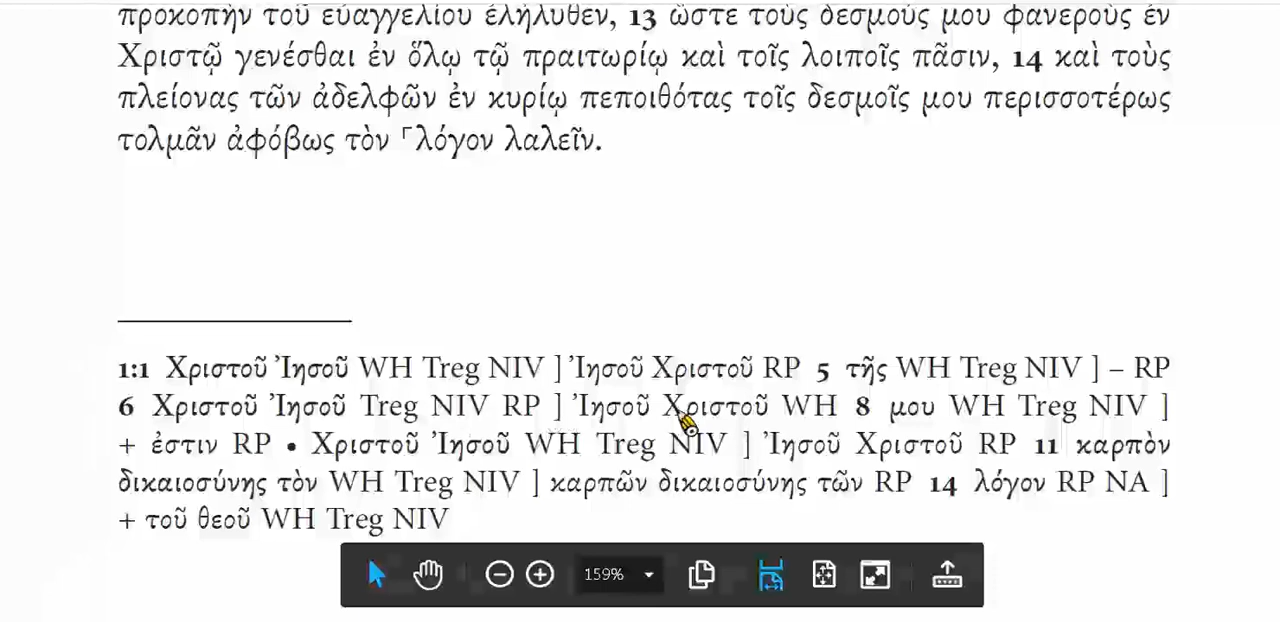 προκοπὴν τοῦ εὐαγγελίου ἐλήλυθεν, 13 ὥστε τοὺς δεσμούς μου φανεροὺς ἐν
Χριστῷ γενέσθαι ἐν ὅλῳ τῷ πραιτωρίῳ καὶ τοῖς λοιποῖς πᾶσιν, 14 καὶ τοὺς
πλείονας τῶν ἀδελφῶν ἐν κυρίῳ πεποιθότας τοῖς δεσμοῖς μου περισσοτέρως
τολμᾶν ἀφόβως τὸν ⸀λόγον λαλεῖν.
1:1 Χριστοῦ Ἰησοῦ WH Treg NIV ] Ἰησοῦ Χριστοῦ RP 5 τῆς WH Treg NIV ] – RP
6 Χριστοῦ Ἰησοῦ Treg NIV RP ] Ἰησοῦ Χριστοῦ WH 8 μου WH Treg NIV ]
+ ἐστιν RP • Χριστοῦ Ἰησοῦ WH Treg NIV ] Ἰησοῦ Χριστοῦ RP 11 καρπὸν
δικαιοσύνης τὸν WH Treg NIV ] καρπῶν δικαιοσύνης τῶν RP 14 λόγον RP NA ]
+ τοῦ θεοῦ WH Treg NIV
159%